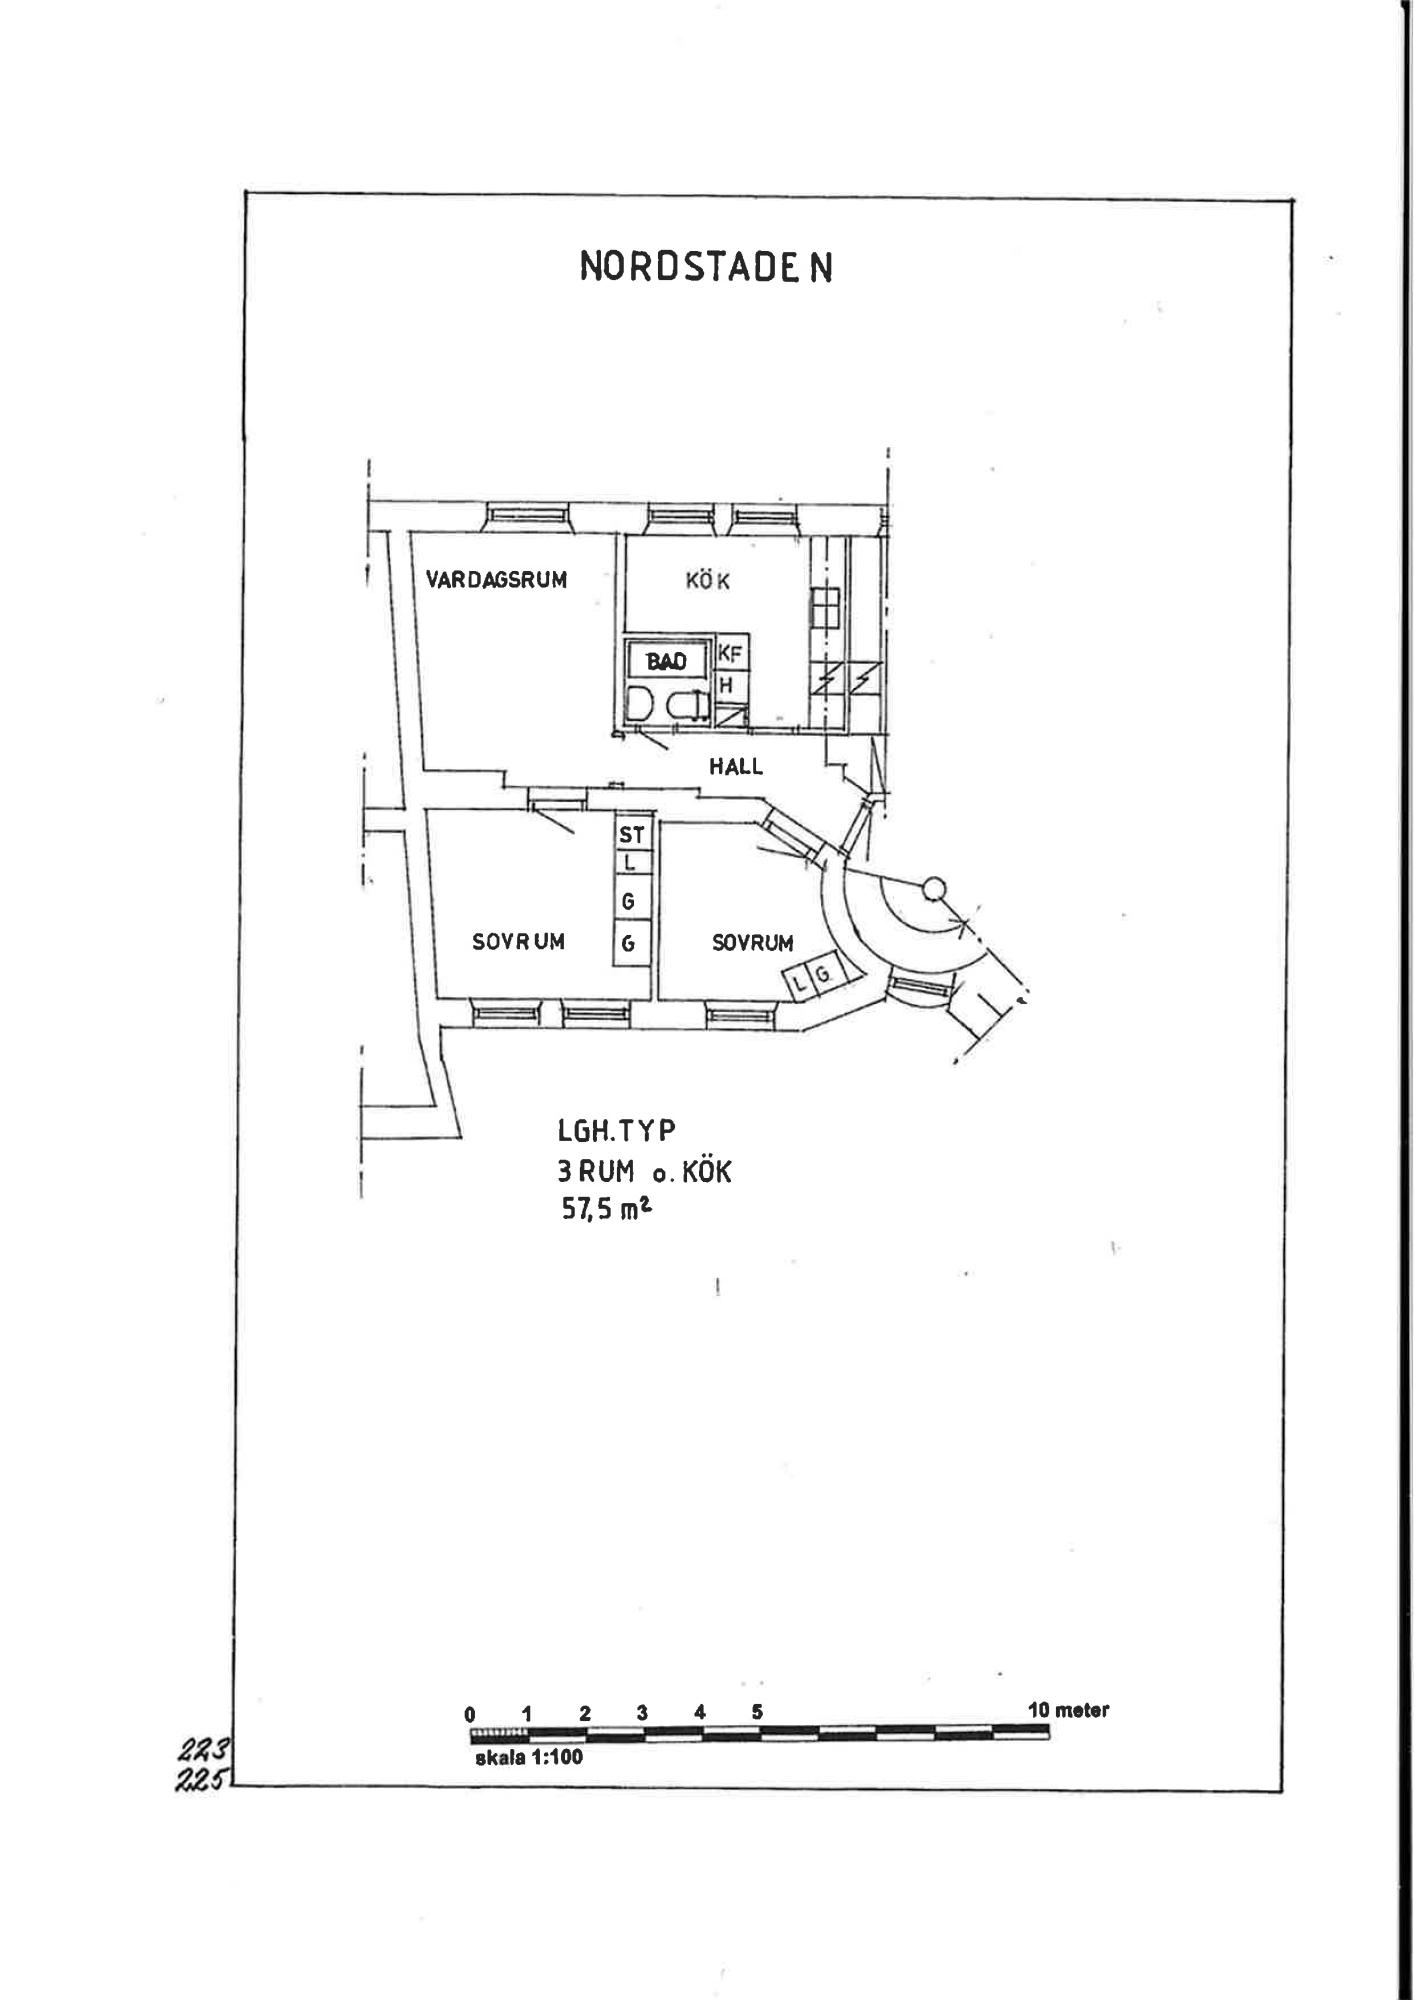 NORDSTADEN
VARDAGSRUM
KÖK
BAD
KF
H
HALL
ST
L
G
G
SOVRUM
SOVRUM
L
G
LGH.TYP
3 RUM o. KÖK
57,5 m²
0 1 2 3 4 5 10 meter
skala 1:100
223
225